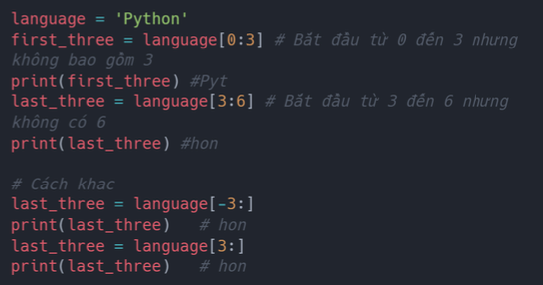 language = 'Python'
first_three = language[0:3] # Bắt đầu từ 0 đến 3 nhưng
không bao gồm 3
print(first_three) #Pyt
last_three = language[3:6] # Bắt đầu từ 3 đến 6 nhưng
không có 6
print(last_three) #hon
# Cách khac
last_three = language[-3:]
print(last_three)   # hon
last_three = language[3:]
print(last_three)   # hon